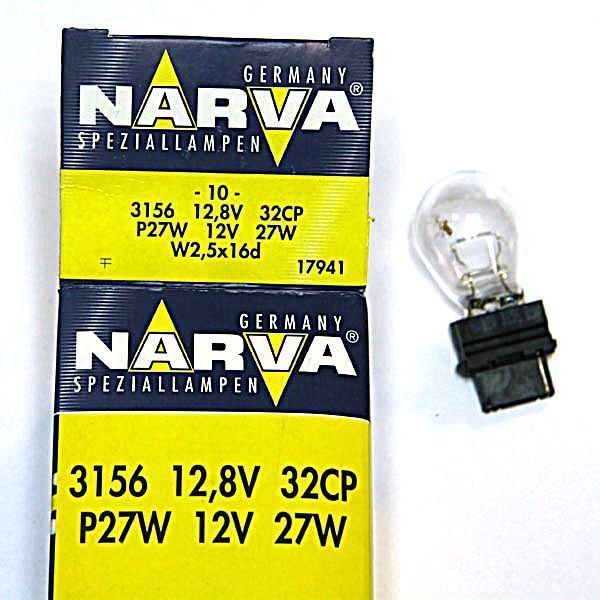 GERMANY
NARVA®
SPEZIALLAMPEN
- 10 -
3156 12,8V 32CP
P27W 12V 27W
W2,5x16d
17941
GERMANY
NARVA®
SPEZIALLAMPEN
3156 12,8V 32CP
P27W 12V 27W